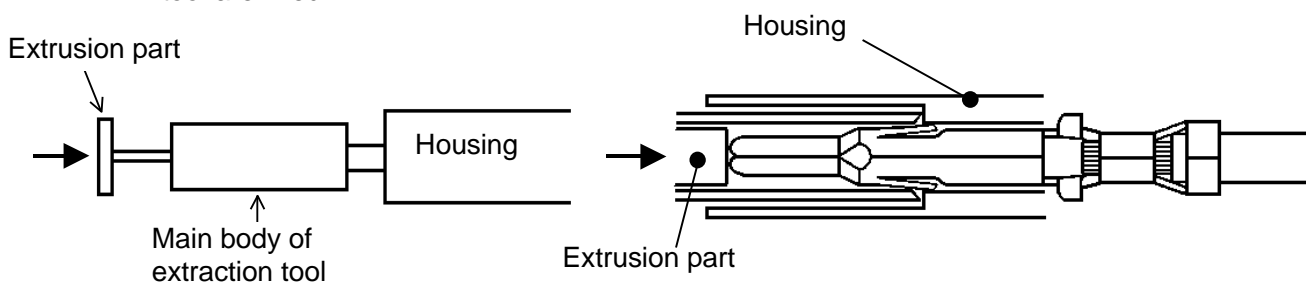 Housing
Extrusion part
Housing
Main body of
extraction tool
Extrusion part